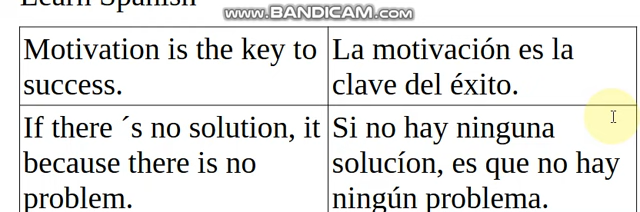 Learn Spanish
www.BANDICAM.com
Motivation is the key to
success.
La motivación es la
clave del éxito.
If there ´s no solution, it
because there is no
problem.
Si no hay ninguna
solucíon, es que no hay
ningún problema.